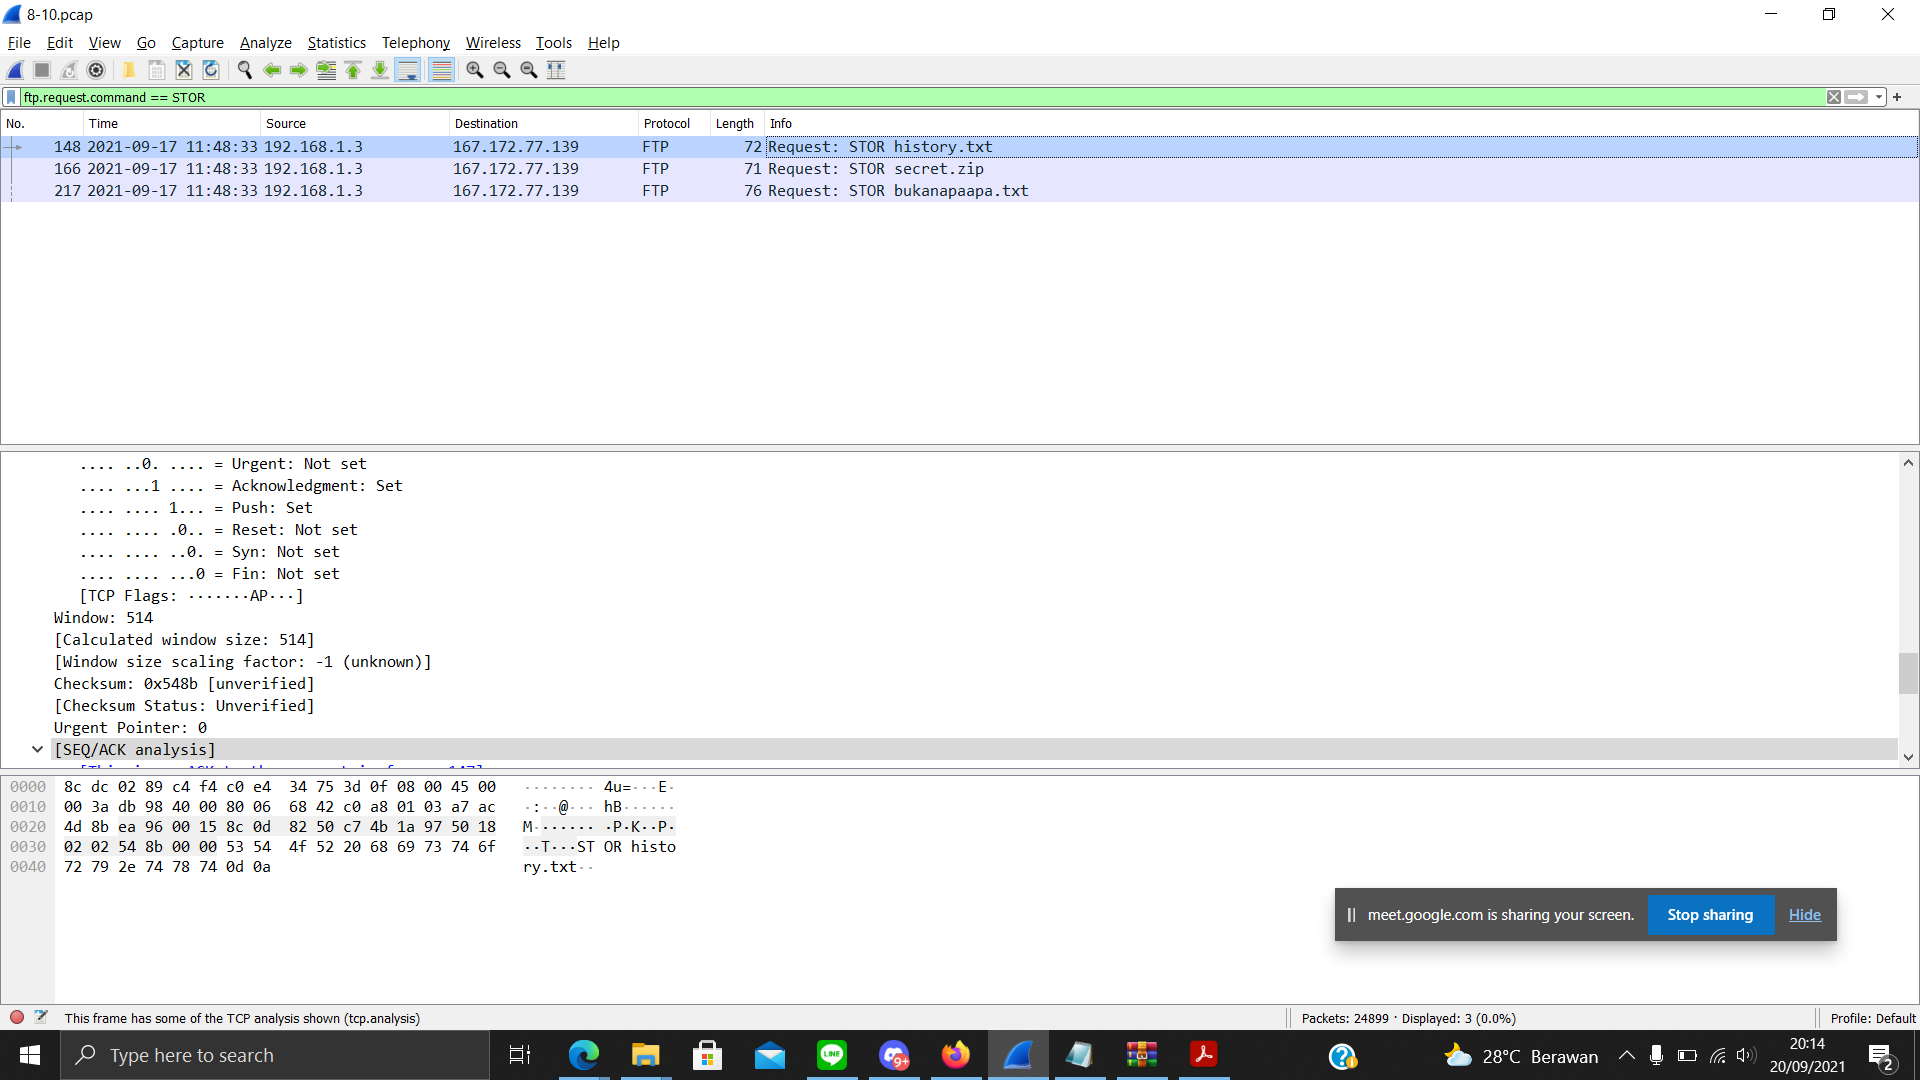 8-10.pcap
File Edit View Go Capture Analyze Statistics Telephony Wireless Tools Help
ftp.request.command == STOR
No. Time Source Destination Protocol Length Info
148 2021-09-17 11:48:33 192.168.1.3 167.172.77.139 FTP 72 Request: STOR history.txt
166 2021-09-17 11:48:33 192.168.1.3 167.172.77.139 FTP 71 Request: STOR secret.zip
217 2021-09-17 11:48:33 192.168.1.3 167.172.77.139 FTP 76 Request: STOR bukanapaapa.txt
.... ..0. .... = Urgent: Not set
.... ...1 .... = Acknowledgment: Set
.... .... 1... = Push: Set
.... .... .0.. = Reset: Not set
.... .... ..0. = Syn: Not set
.... .... ...0 = Fin: Not set
[TCP Flags: ·······AP···]
Window: 514
[Calculated window size: 514]
[Window size scaling factor: -1 (unknown)]
Checksum: 0x548b [unverified]
[Checksum Status: Unverified]
Urgent Pointer: 0
[SEQ/ACK analysis]
0000 8c dc 02 89 c4 f4 c0 e4 34 75 3d 0f 08 00 45 00 ········ 4u=···E·
0010 00 3a db 98 40 00 80 06 68 42 c0 a8 01 03 a7 ac ·:··@··· hB······
0020 4d 8b ea 96 00 15 8c 0d 82 50 c7 4b 1a 97 50 18 M······· ·P·K··P·
0030 02 02 54 8b 00 00 53 54 4f 52 20 68 69 73 74 6f ··T···ST OR histo
0040 72 79 2e 74 78 74 0d 0a ry.txt··
meet.google.com is sharing your screen. Stop sharing Hide
This frame has some of the TCP analysis shown (tcp.analysis) Packets: 24899 · Displayed: 3 (0.0%) Profile: Default
Type here to search LINE 9+ 28°C Berawan 20:14
20/09/2021 2